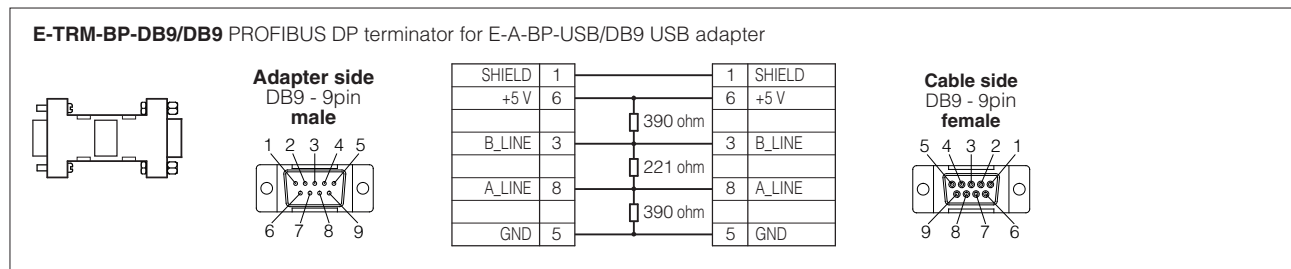 E-TRM-BP-DB9/DB9 PROFIBUS DP terminator for E-A-BP-USB/DB9 USB adapter
Adapter side
DB9 - 9pin
male
1 2 3 4 5
6 7 8 9
SHIELD 1 1 SHIELD
+5 V 6 6 +5 V
390 ohm
B_LINE 3 3 B_LINE
221 ohm
A_LINE 8 8 A_LINE
390 ohm
GND 5 5 GND
Cable side
DB9 - 9pin
female
5 4 3 2 1
9 8 7 6